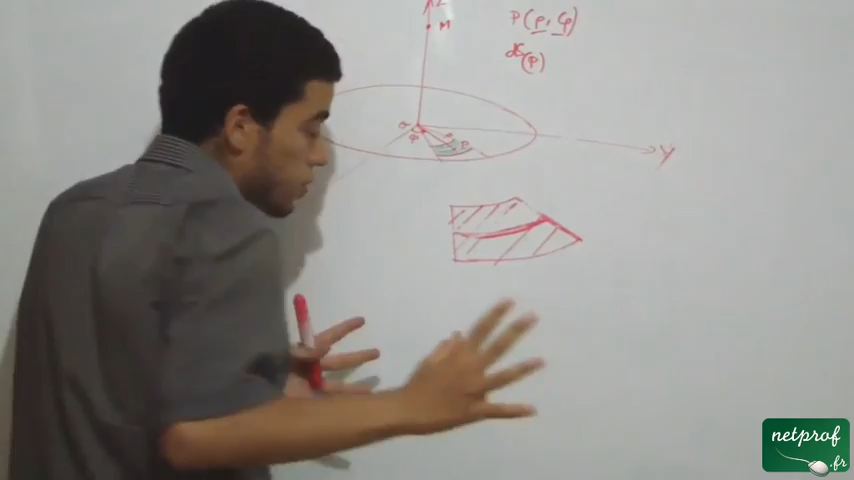 Z
M
P(ρ, φ)
dS(P)
O
ρ
P
φ
Y
netprof
.fr